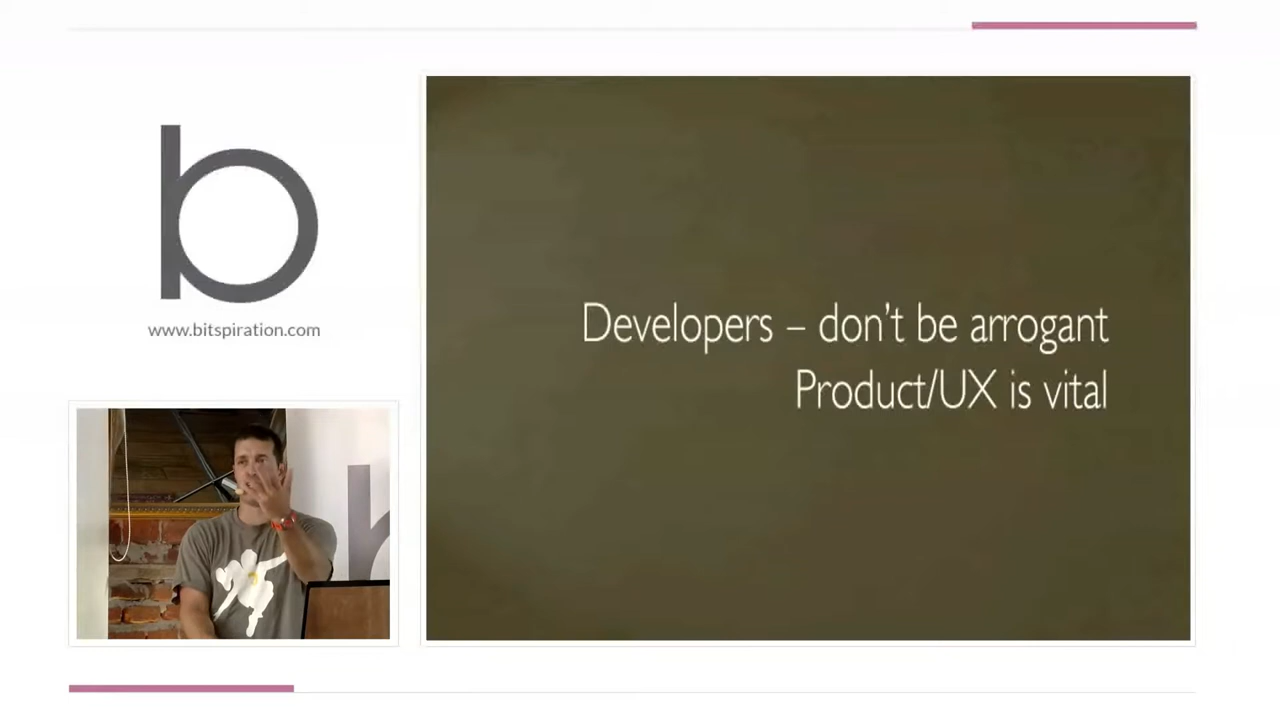 b
www.bitspiration.com
Developers – don't be arrogant
Product/UX is vital